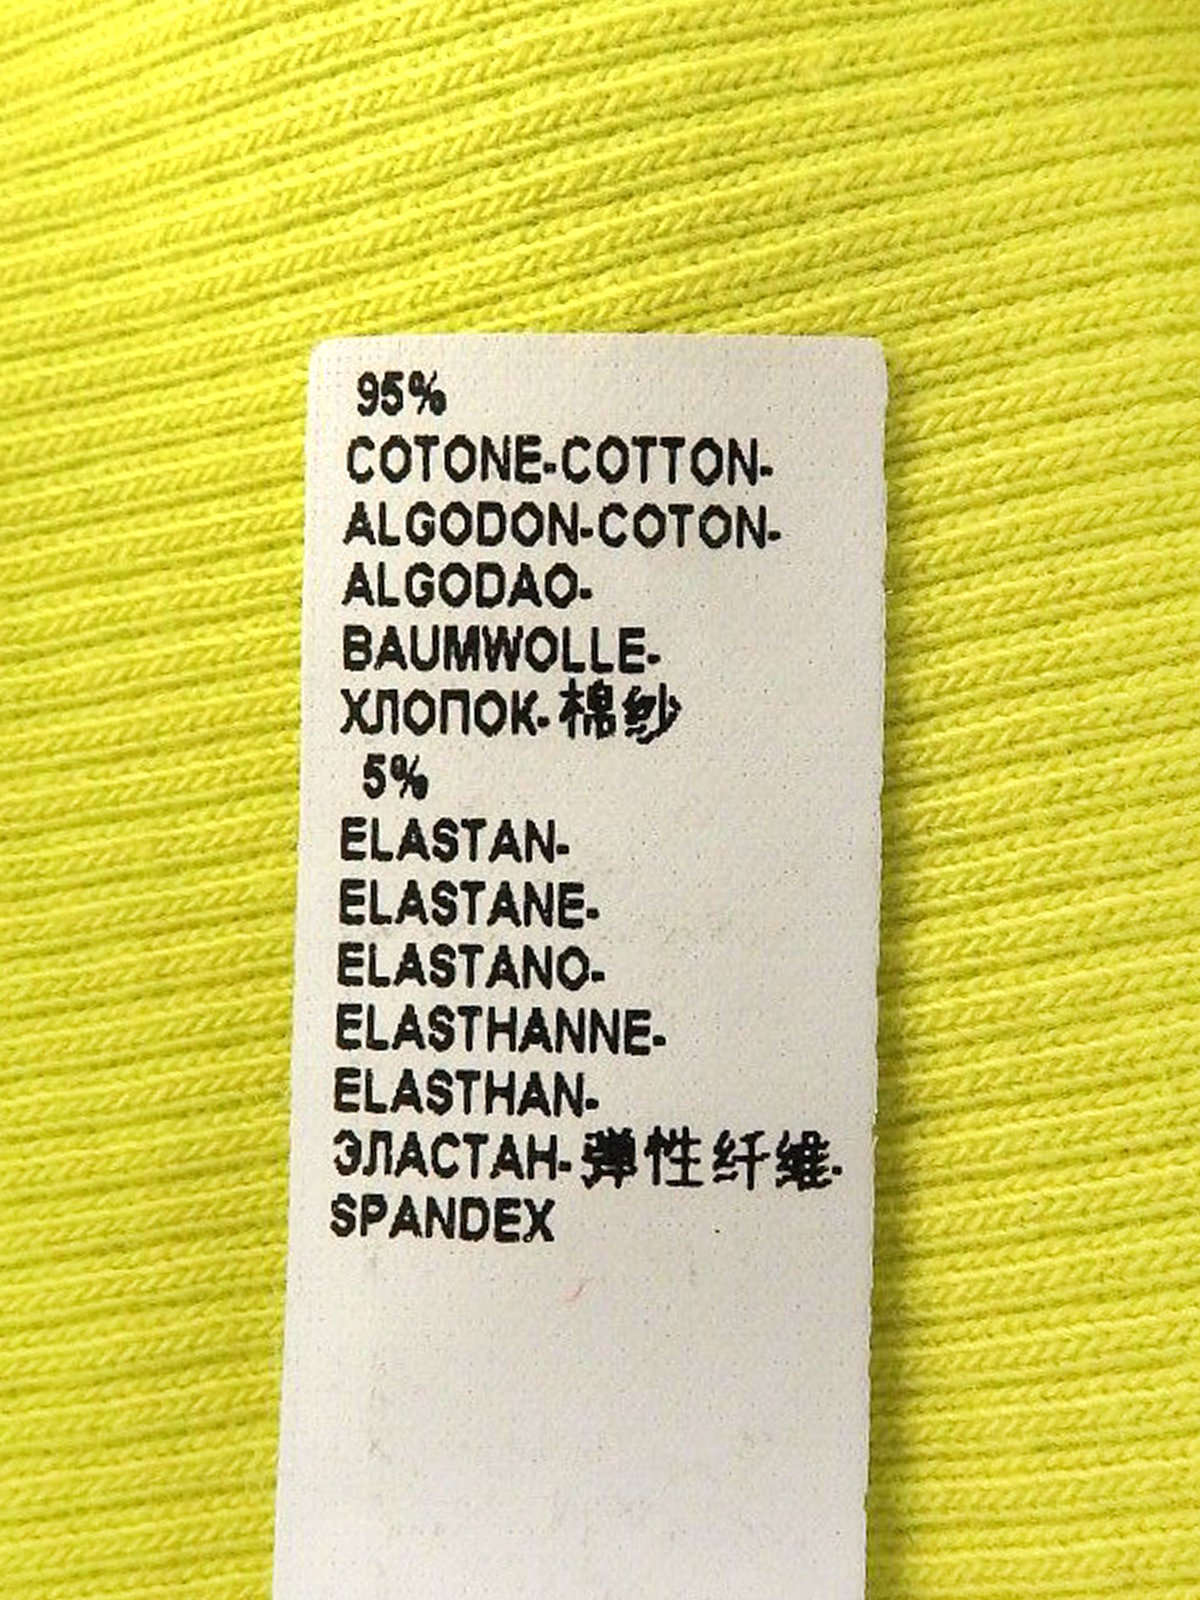 95%
COTONE-COTTON-
ALGODON-COTON-
ALGODAO-
BAUMWOLLE-
ХЛОПОК-棉纱
5%
ELASTAN-
ELASTANE-
ELASTANO-
ELASTHANNE-
ELASTHAN-
ЭЛАСТАН-弹性纤维-
SPANDEX